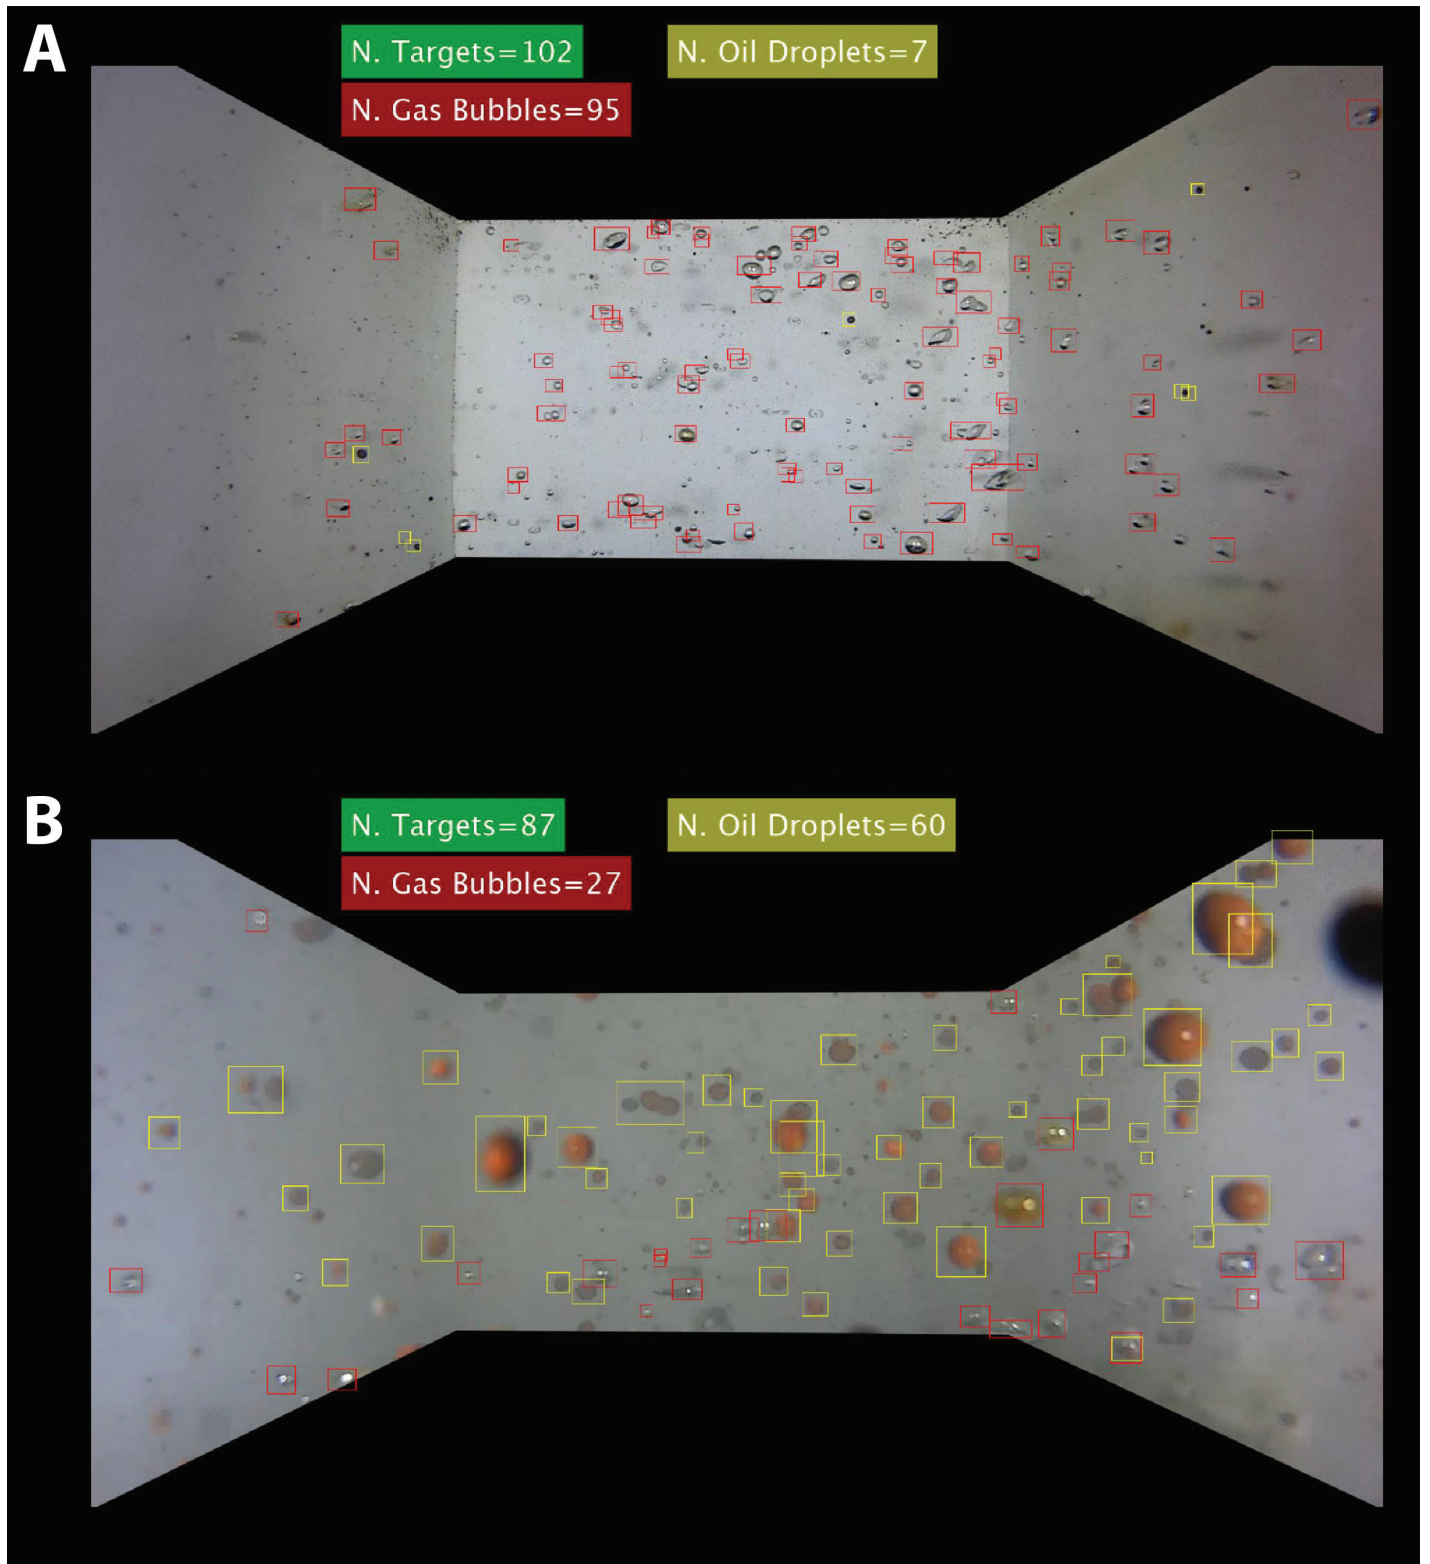 A
N. Targets=102
N. Oil Droplets=7
N. Gas Bubbles=95
B
N. Targets=87
N. Oil Droplets=60
N. Gas Bubbles=27